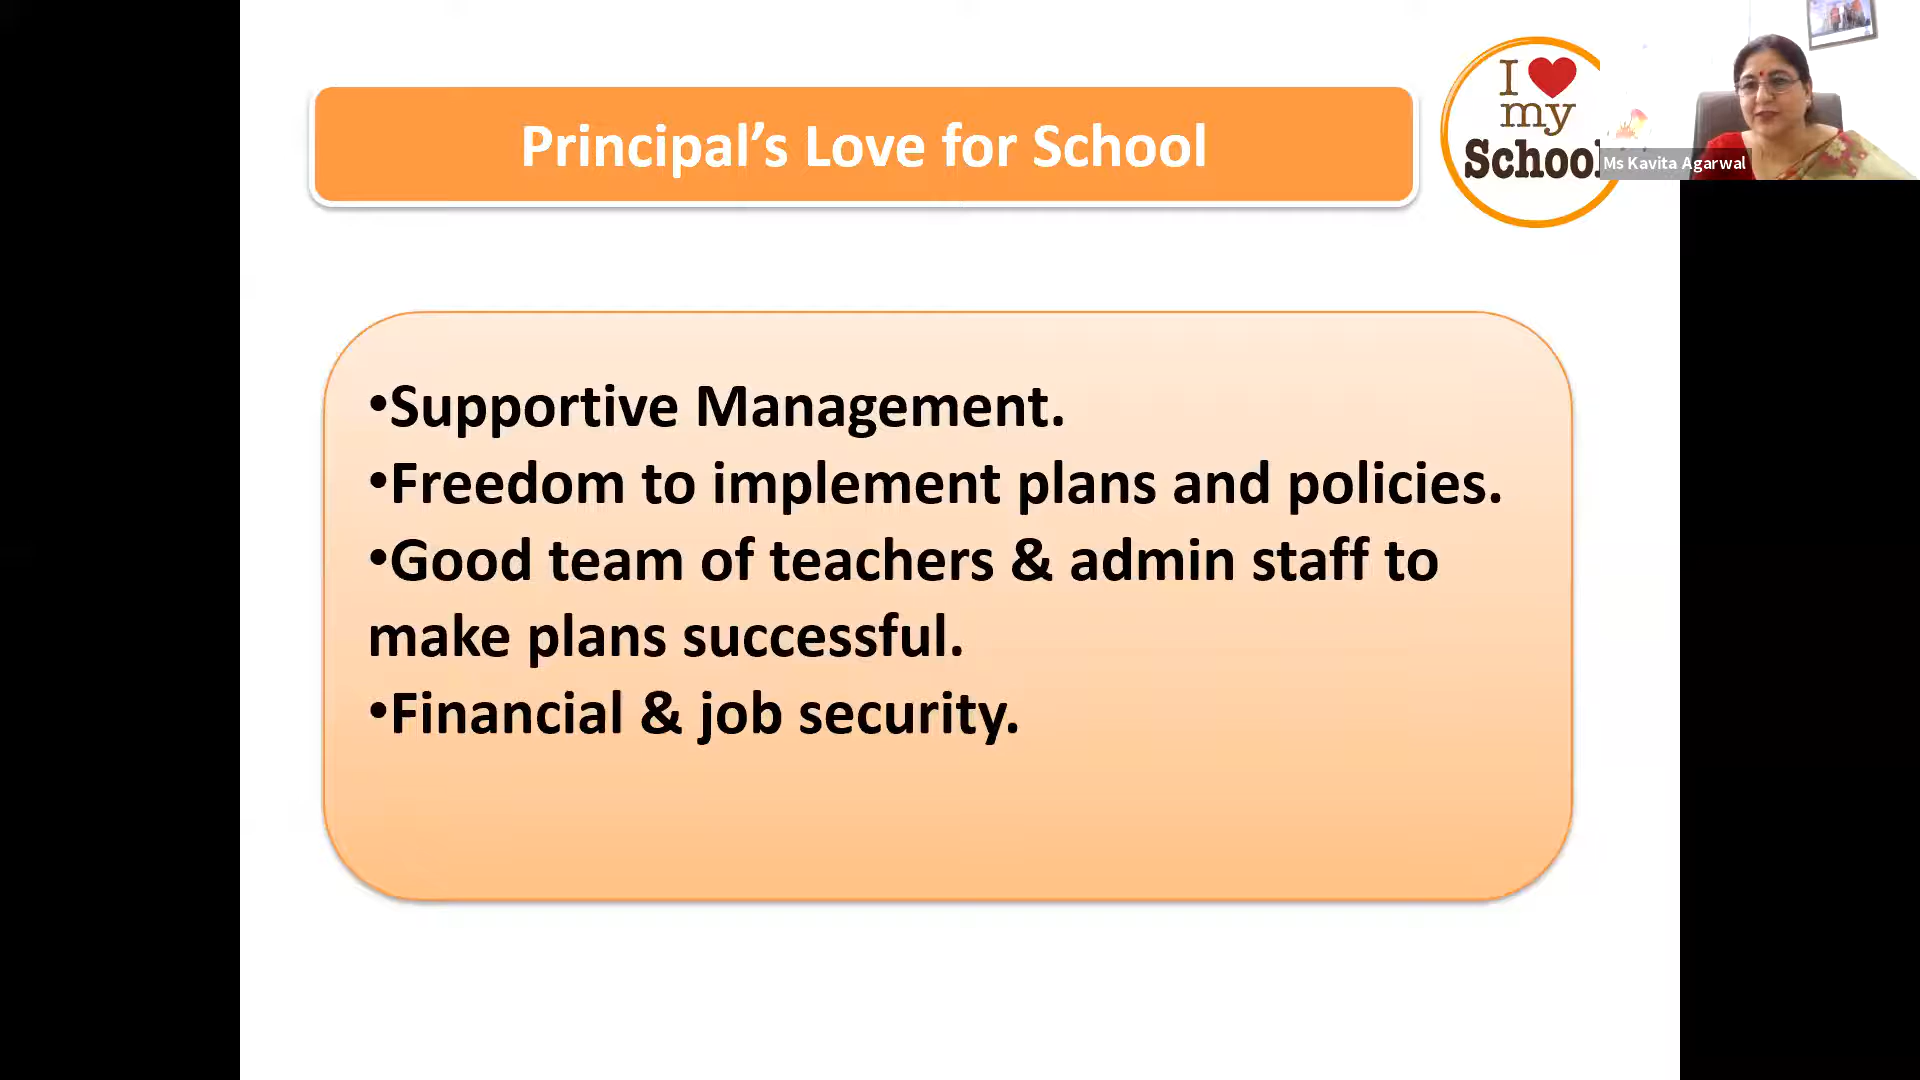 Principal’s Love for School
I
my
School
Ms Kavita Agarwal
•Supportive Management.
•Freedom to implement plans and policies.
•Good team of teachers & admin staff to
make plans successful.
•Financial & job security.